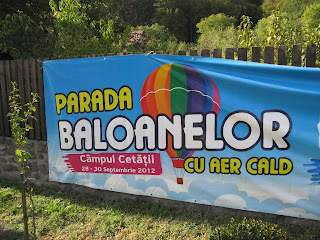 PARADA
BALOANELOR
CU AER CALD
Câmpul Cetății
28 - 30 Septembrie 2012